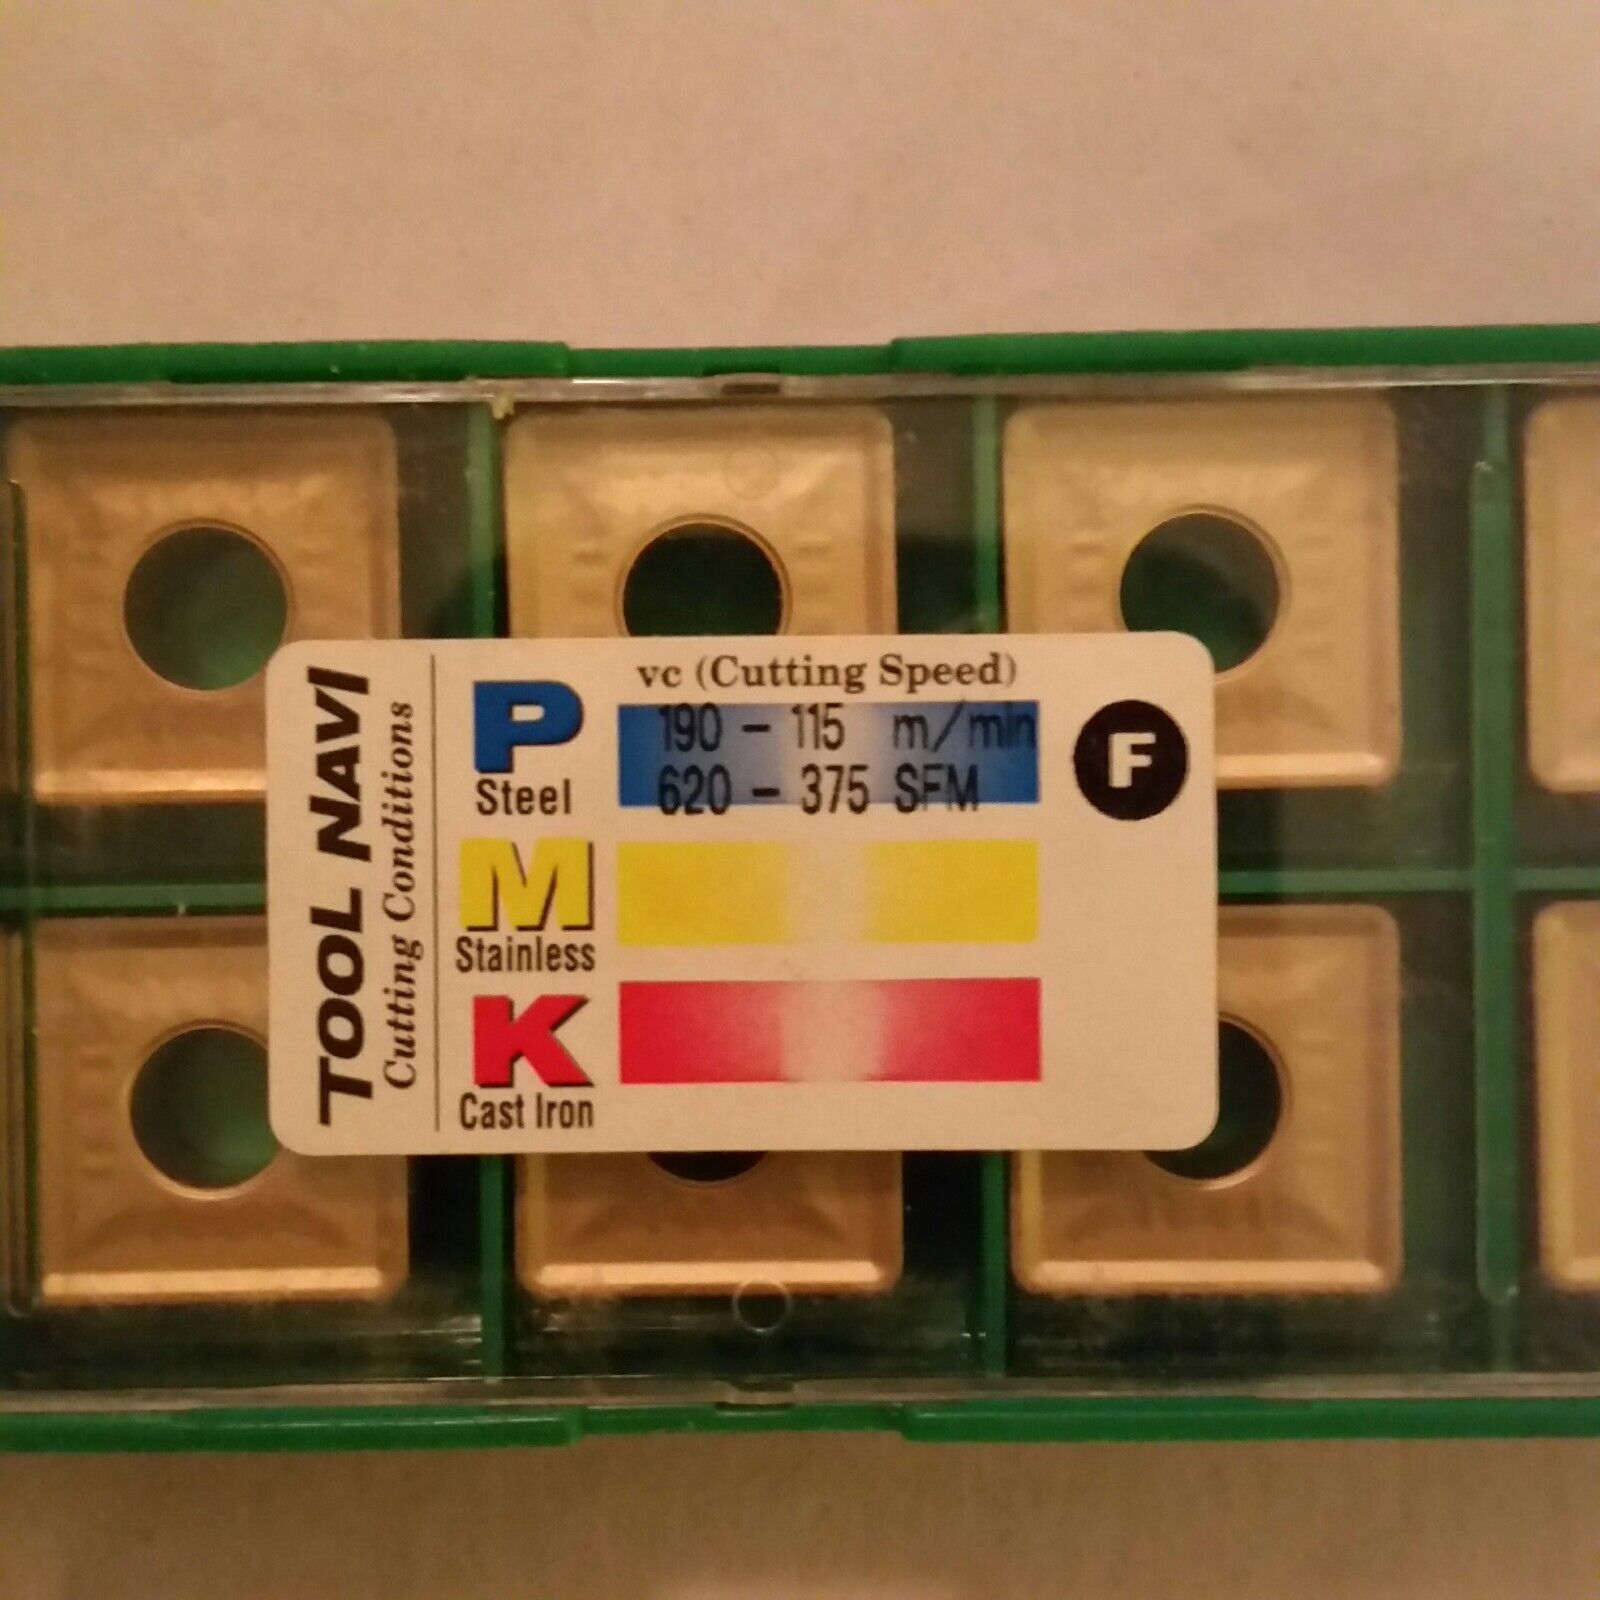 TOOL NAVI
Cutting Conditions
vc (Cutting Speed)
P
Steel
190 - 115 m/min
620 - 375 SFM
F
M
Stainless
K
Cast Iron